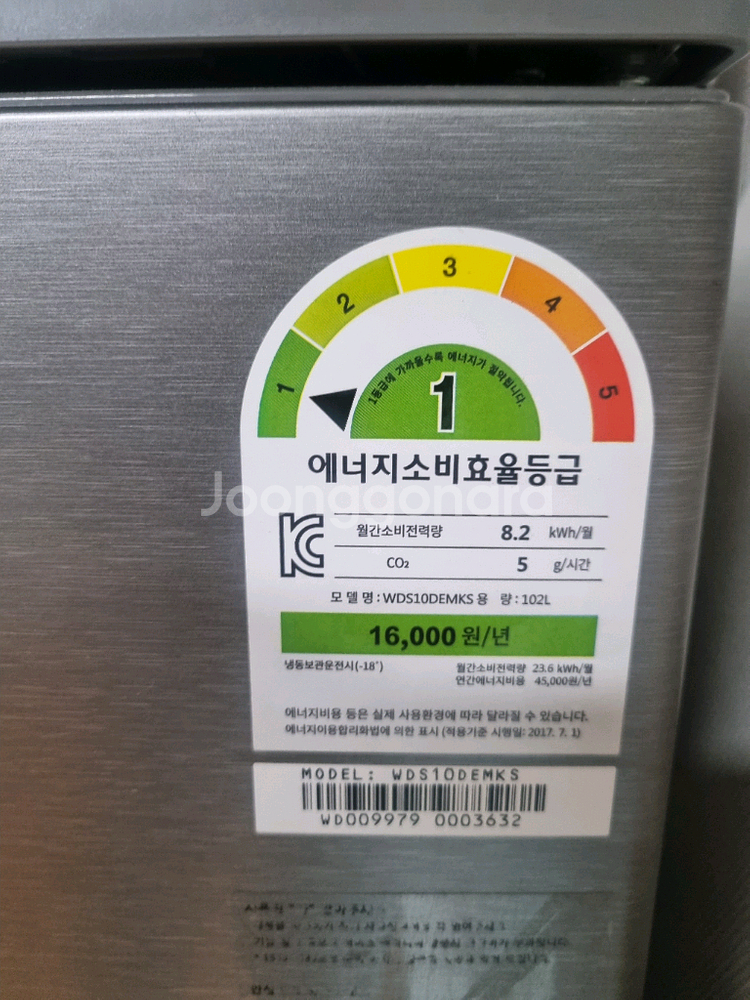 1 2 3 4 5
1등급에 가까울수록 에너지가 절약됩니다.
1
에너지소비효율등급
Joonggonara
월간소비전력량 8.2 kWh/월
CO₂ 5 g/시간
모 델 명 : WDS10DEMKS 용 량 : 102L
16,000 원/년
냉동보관운전시(-18˚) 월간소비전력량 23.6 kWh/월
연간에너지비용 45,000원/년
에너지비용 등은 실제 사용환경에 따라 달라질 수 있습니다.
에너지이용합리화법에 의한 표시 (적용기준 시행일: 2017. 7. 1)
MODEL: WDS10DEMKS
WD009979 0003632